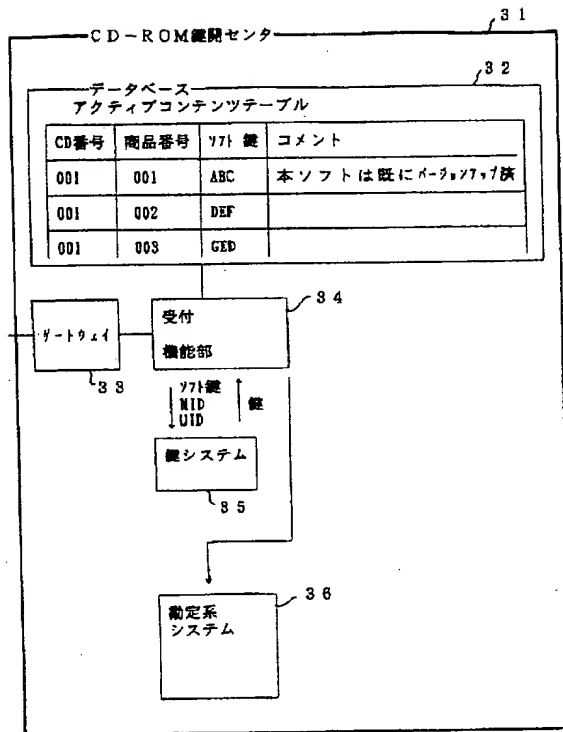 31
CD-ROM鍵開センタ
32
データベース
アクティブコンテンツテーブル
CD番号 商品番号 ソフト鍵 コメント
001 001 ABC 本ソフトは既にバージョンアップ済
001 002 DEF
001 003 GED
34
受付
機能部
ゲートウェイ
33
ソフト鍵
MID
UID
鍵
鍵システム
35
36
勘定系
システム